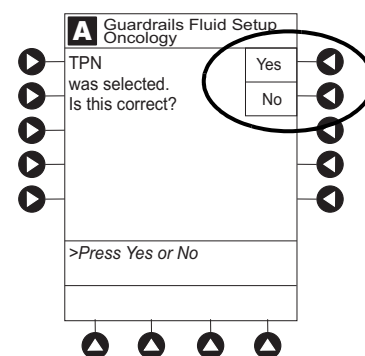 A Guardrails Fluid Setup
Oncology
TPN
Yes
was selected.
Is this correct?
No
>Press Yes or No